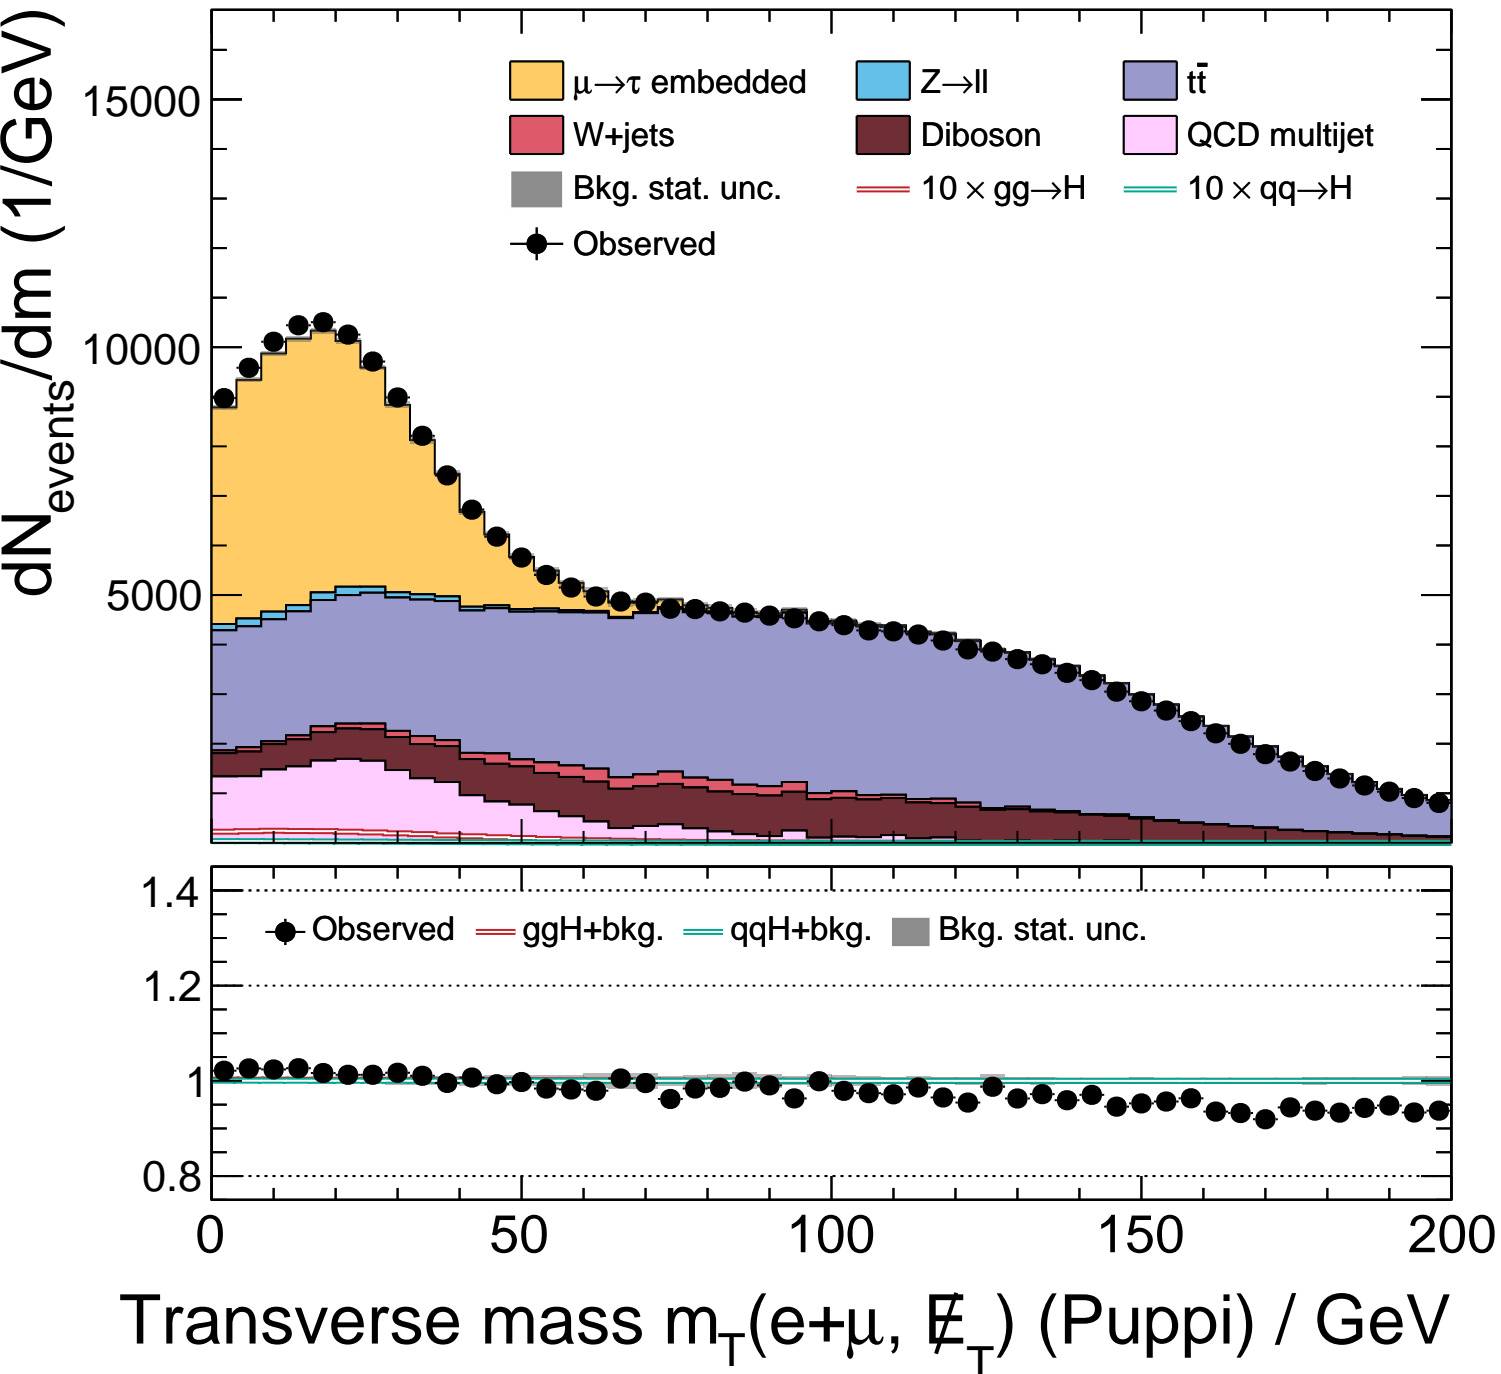 dN_events/dm (1/GeV)
15000
10000
5000
μ→τ embedded
Z→ll
tt̄
W+jets
Diboson
QCD multijet
Bkg. stat. unc.
10 × gg→H
10 × qq→H
Observed
1.4
1.2
1
0.8
Observed
ggH+bkg.
qqH+bkg.
Bkg. stat. unc.
0
50
100
150
200
Transverse mass m_T(e+μ, E̸_T) (Puppi) / GeV